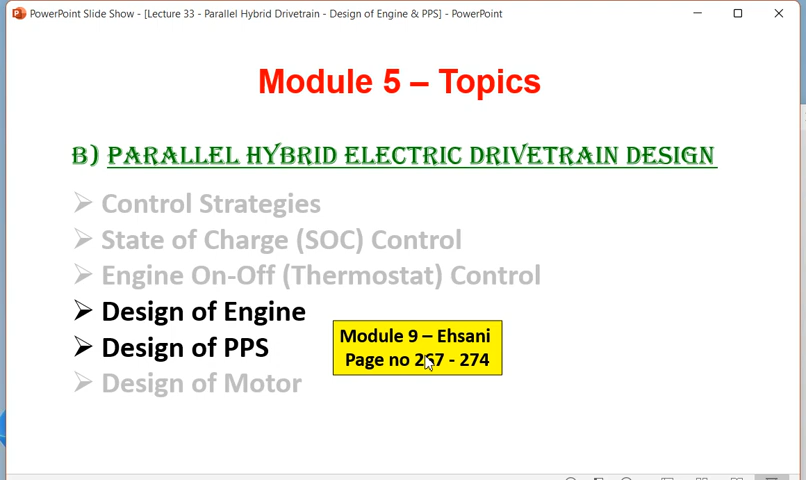 PowerPoint Slide Show - [Lecture 33 - Parallel Hybrid Drivetrain - Design of Engine & PPS] - PowerPoint
Module 5 – Topics
B) Parallel Hybrid Electric Drivetrain Design
Control Strategies
State of Charge (SOC) Control
Engine On-Off (Thermostat) Control
Design of Engine
Design of PPS
Module 9 – Ehsani
Page no 267 - 274
Design of Motor